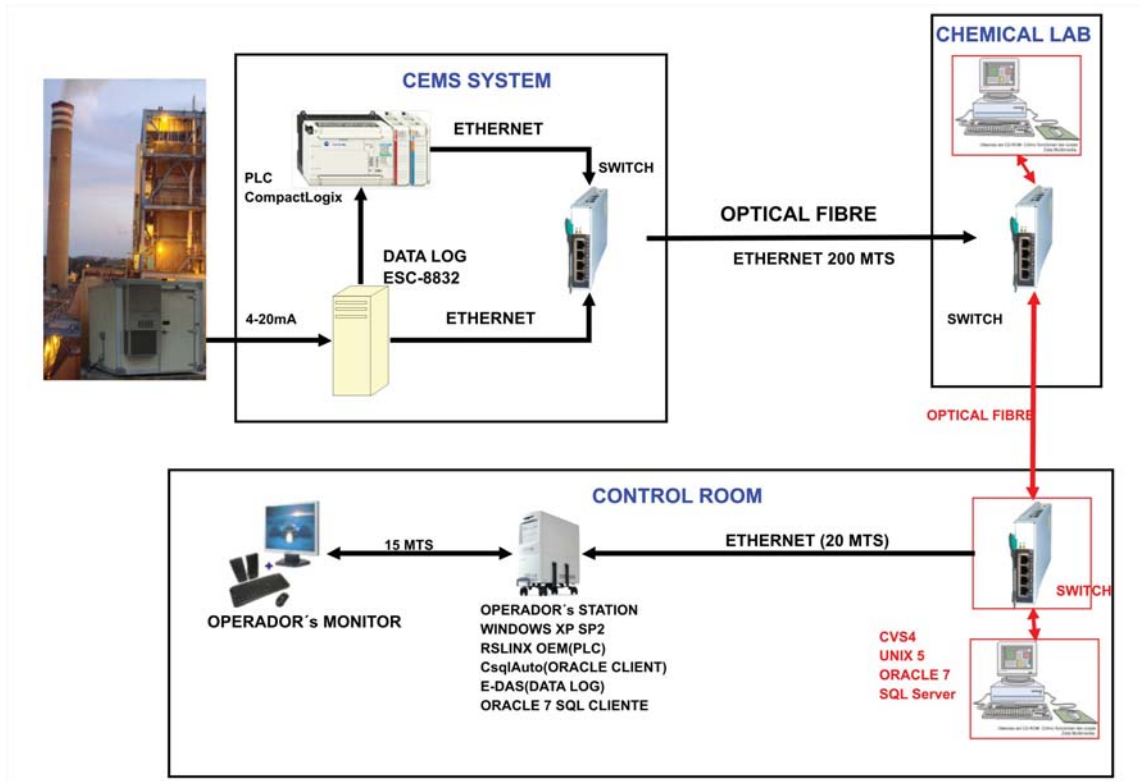 CHEMICAL LAB
CEMS SYSTEM
ETHERNET
PLC
CompactLogix
SWITCH
OPTICAL FIBRE
ETHERNET 200 MTS
DATA LOG
ESC-8832
4-20mA
ETHERNET
SWITCH
OPTICAL FIBRE
CONTROL ROOM
15 MTS
ETHERNET (20 MTS)
SWITCH
OPERADOR´s STATION
OPERADOR´s MONITOR
WINDOWS XP SP2
RSLINX OEM(PLC)
CsqlAuto(ORACLE CLIENT)
E-DAS(DATA LOG)
ORACLE 7 SQL CLIENTE
CVS4
UNIX 5
ORACLE 7
SQL Server